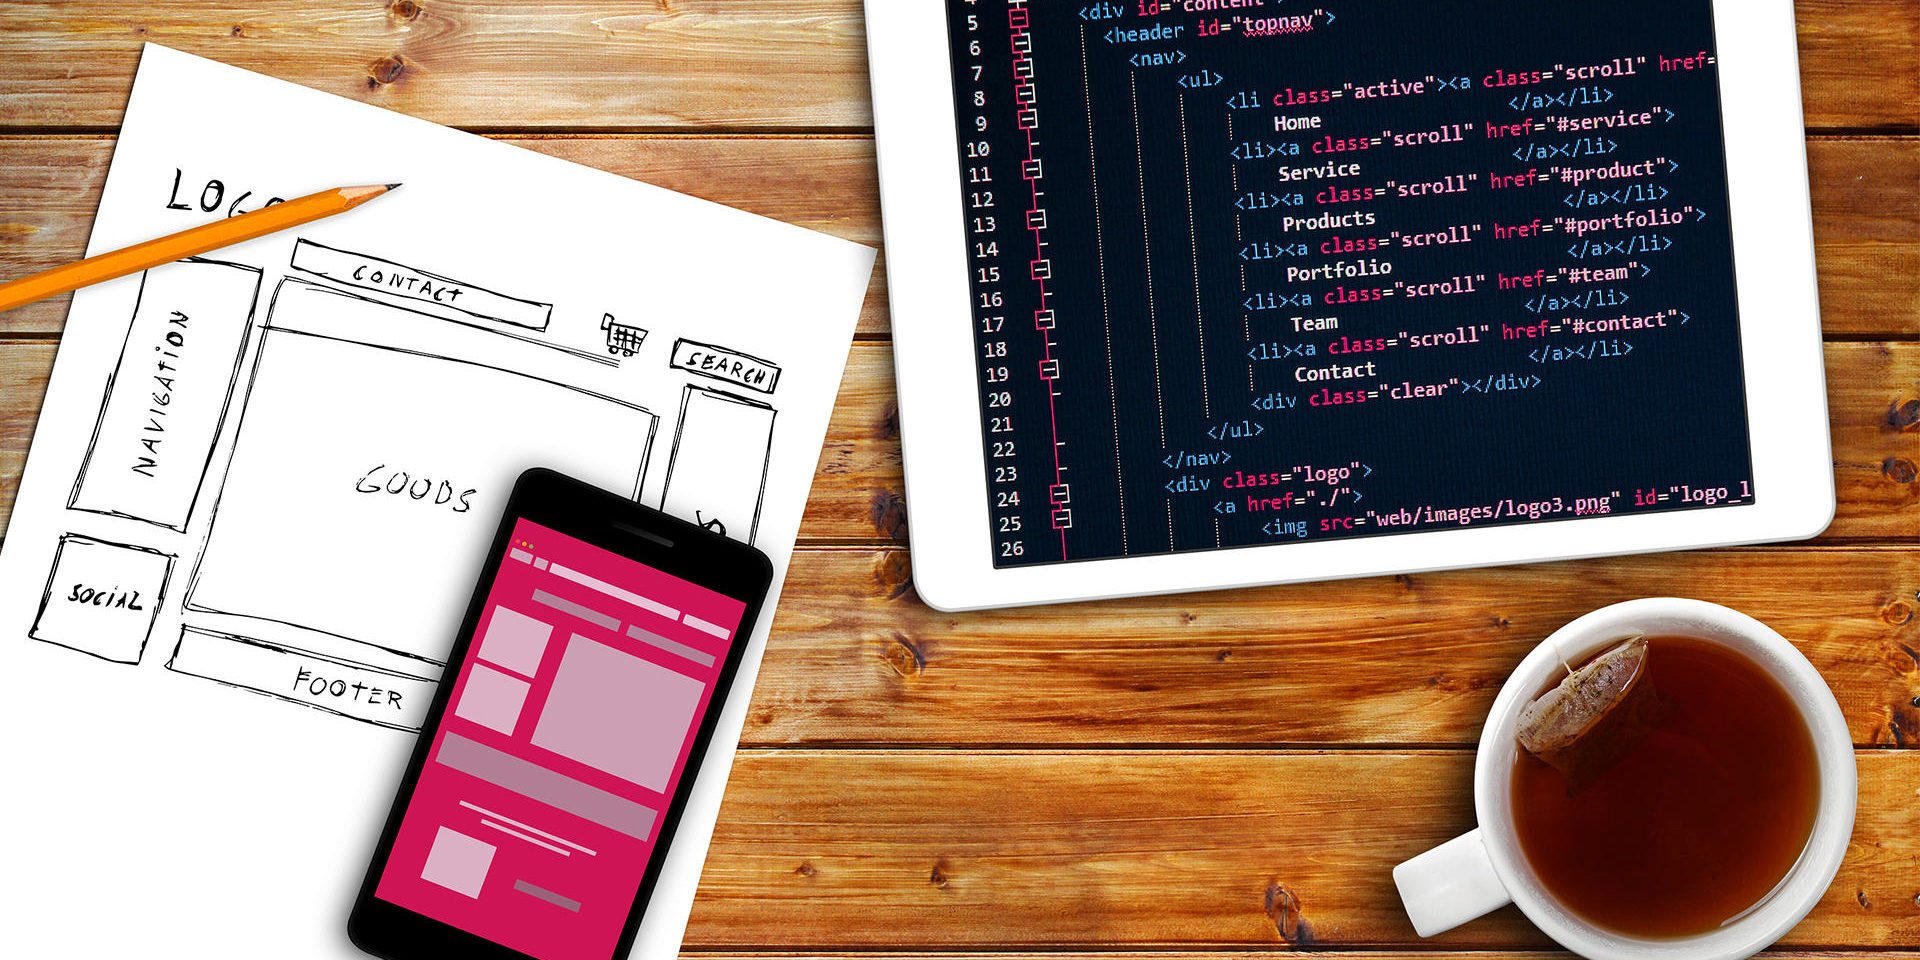 LOGO
CONTACT
NAVIGATION
SEARCH
GOODS
SOCIAL
FOOTER
5 <div id="content">
6 <header id="topnav">
7 <nav>
8 <ul>
9 <li class="active"><a class="scroll" href=
10 Home </a></li>
11 <li><a class="scroll" href="#service">
12 Service </a></li>
13 <li><a class="scroll" href="#product">
14 Products </a></li>
15 <li><a class="scroll" href="#portfolio">
16 Portfolio </a></li>
17 <li><a class="scroll" href="#team">
18 Team </a></li>
19 <li><a class="scroll" href="#contact">
20 Contact </a></li>
21 <div class="clear"></div>
22 </ul>
23 </nav>
24 <div class="logo">
25 <a href="./">
26 <img src="web/images/logo3.png" id="logo_l